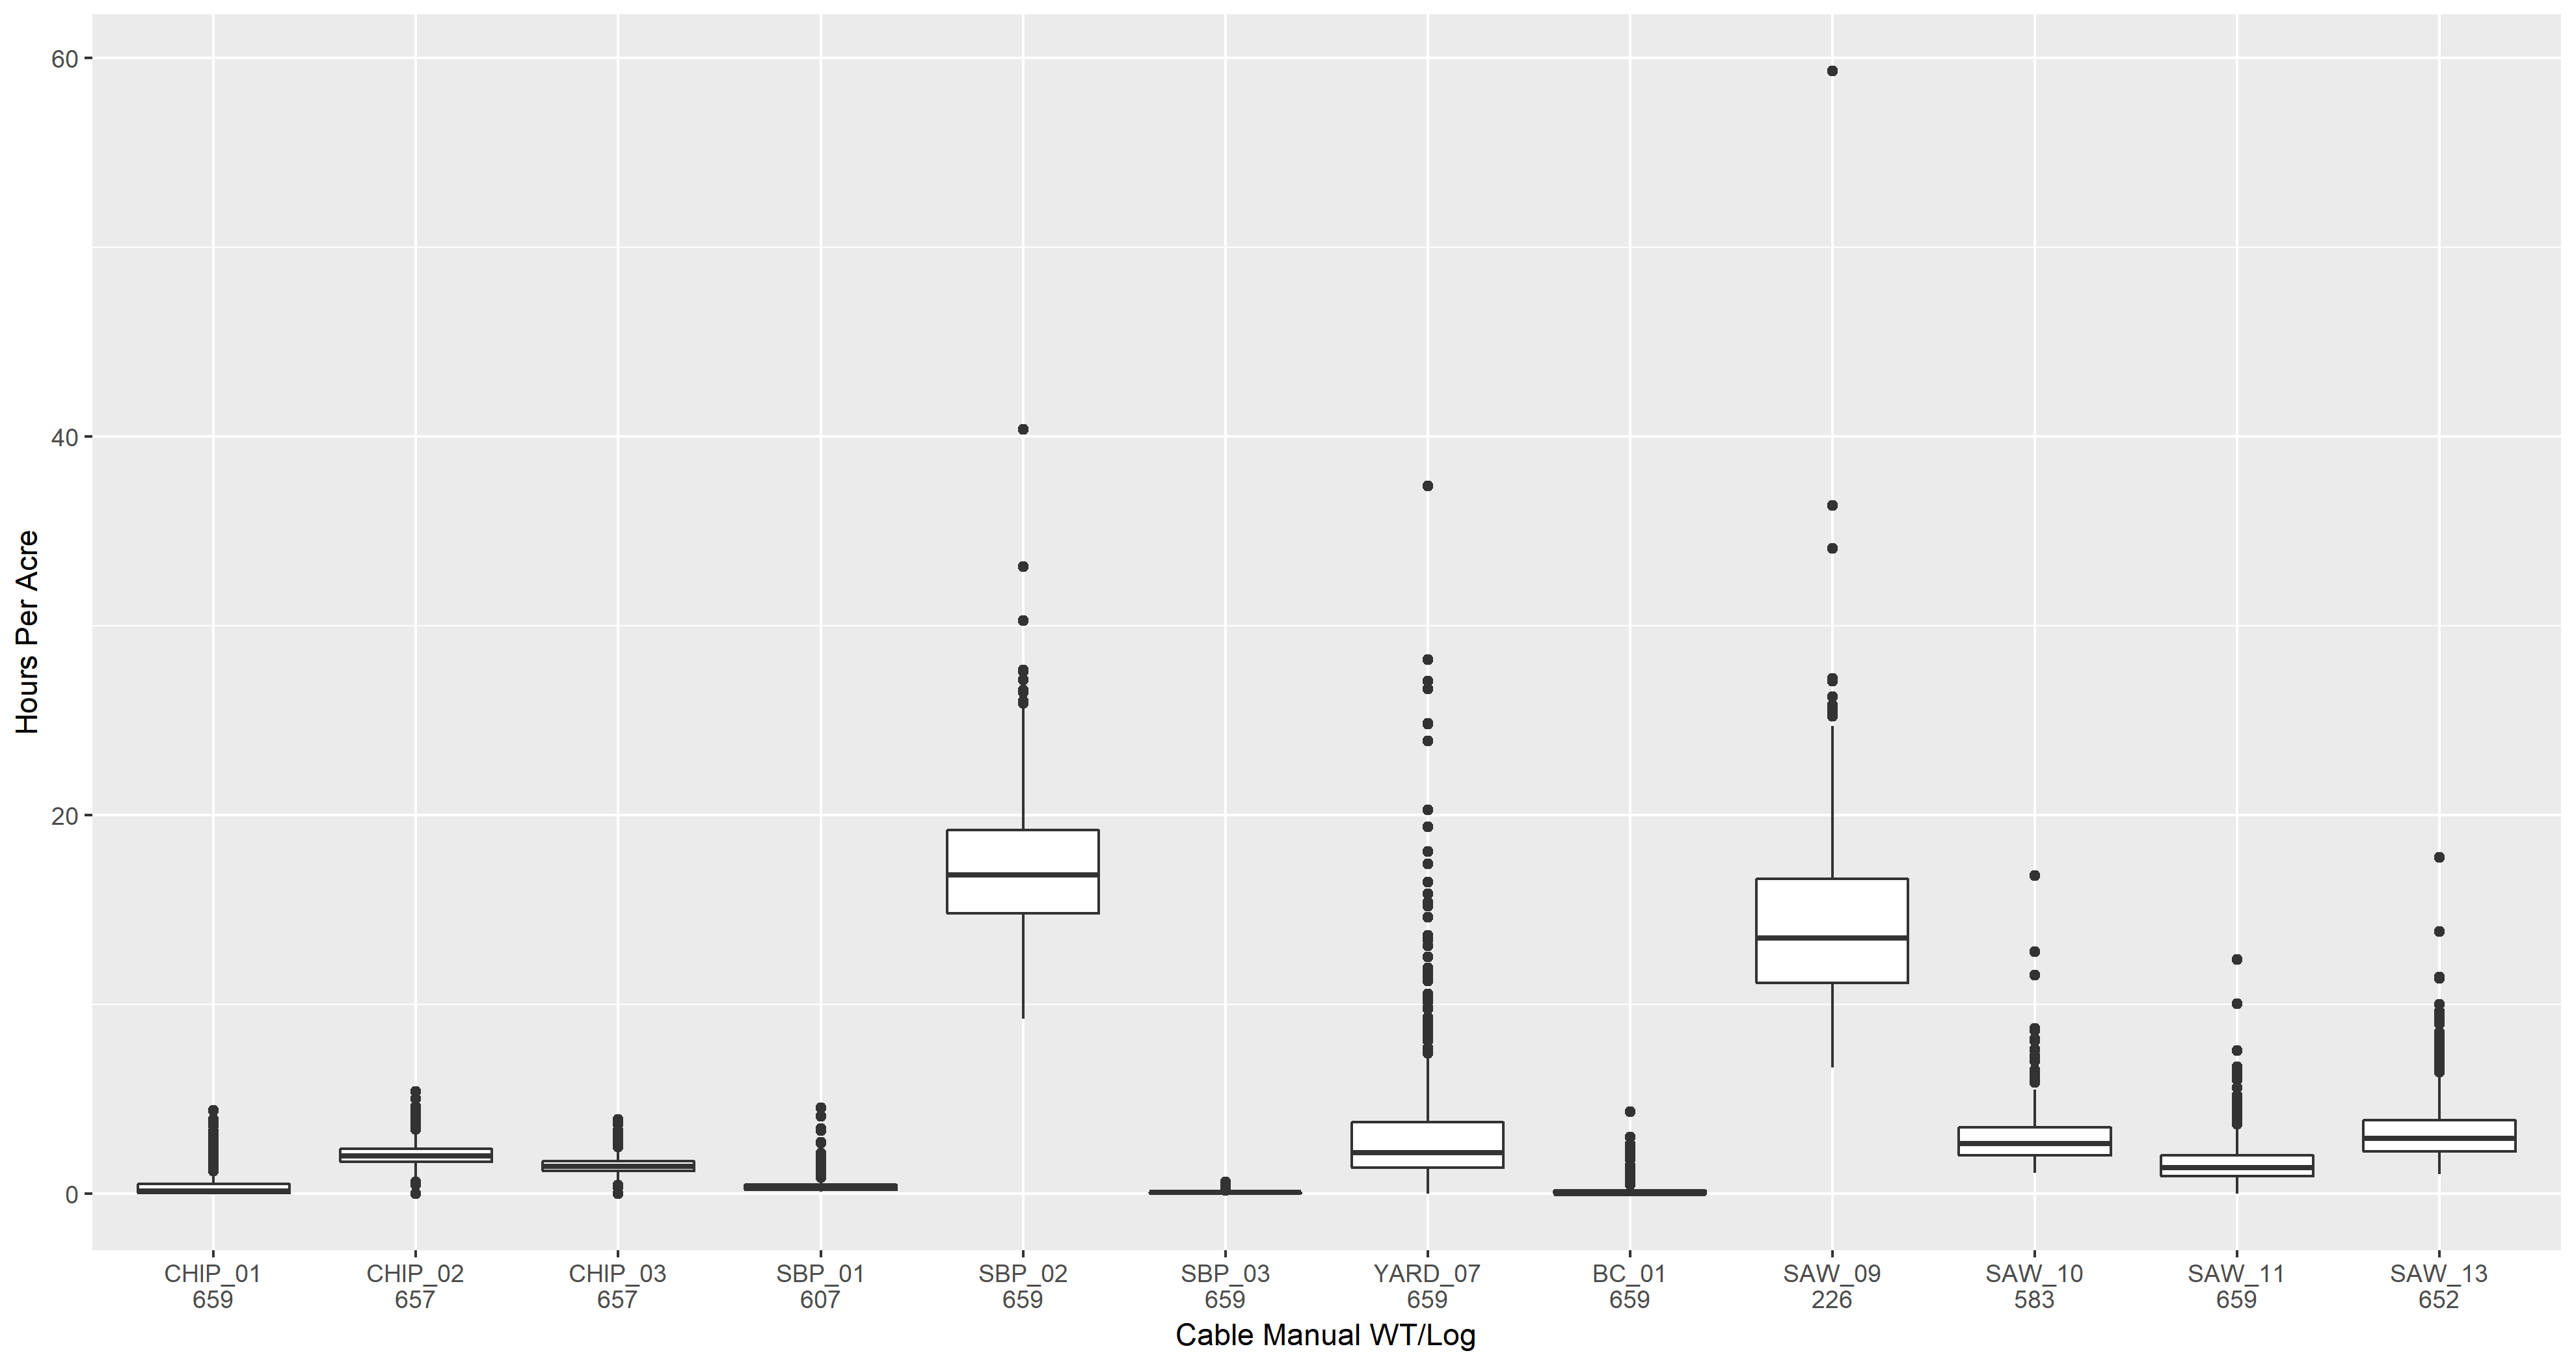 60
40
20
0
Hours Per Acre
CHIP_01 CHIP_02 CHIP_03 SBP_01 SBP_02 SBP_03 YARD_07 BC_01 SAW_09 SAW_10 SAW_11 SAW_13
659 657 657 607 659 659 659 659 226 583 659 652
Cable Manual WT/Log